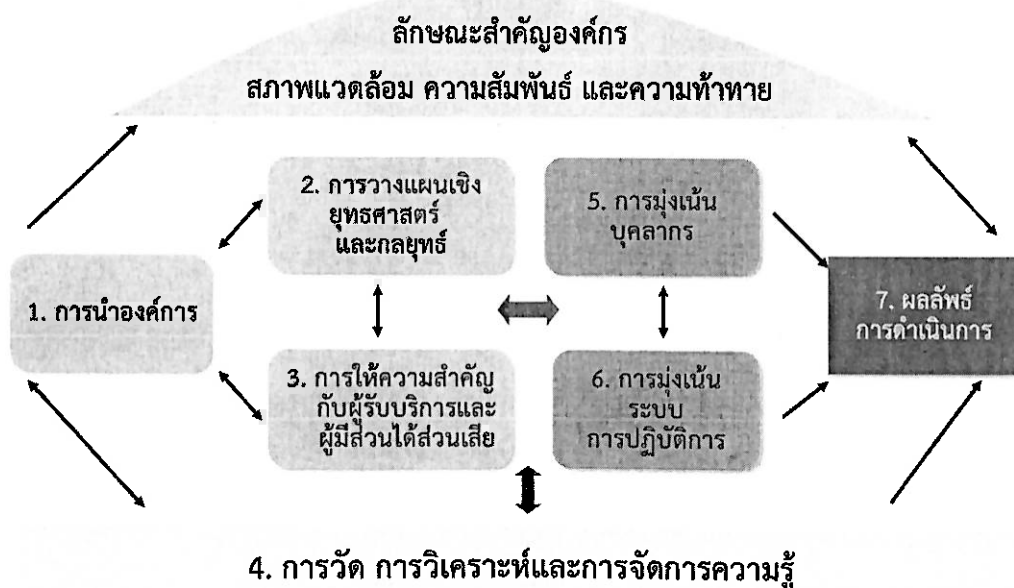 ลักษณะสำคัญองค์กร
สภาพแวดล้อม ความสัมพันธ์ และความท้าทาย
2. การวางแผนเชิง
ยุทธศาสตร์
และกลยุทธ์
5. การมุ่งเน้น
บุคลากร
1. การนำองค์การ
7. ผลลัพธ์
การดำเนินการ
3. การให้ความสำคัญ
กับผู้รับบริการและ
ผู้มีส่วนได้ส่วนเสีย
6. การมุ่งเน้น
ระบบ
การปฏิบัติการ
4. การวัด การวิเคราะห์และการจัดการความรู้